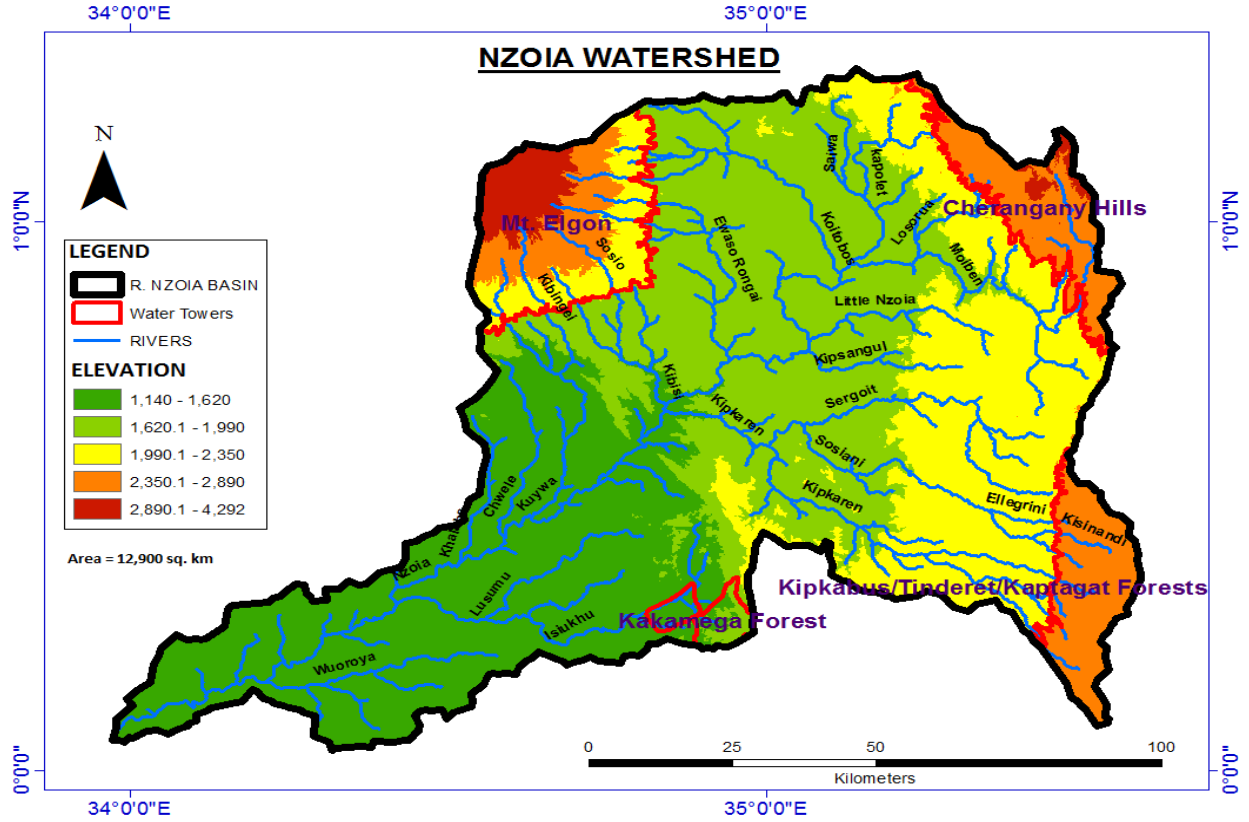 34°0'0"E
35°0'0"E
NZOIA WATERSHED
N
1°0'0"N
1°0'0"N
LEGEND
R. NZOIA BASIN
Water Towers
RIVERS
ELEVATION
1,140 - 1,620
1,620.1 - 1,990
1,990.1 - 2,350
2,350.1 - 2,890
2,890.1 - 4,292
Area = 12,900 sq. km
Mt. Elgon
Cherangany Hills
Kakamega Forest
Kipkabus/Tinderet/Kaptagat Forests
Saiwa
kapolet
Losorua
Koitobos
Moiben
Ewaso Rongai
Sosio
Kibingei
Little Nzoia
Kipsangui
Kibisi
Kipkaren
Sergoit
Sosiani
Kipkaren
Ellegrini
Kisinandi
Chwele
Kuywa
Nzoia
Lusumu
Isiukhu
Wuoroya
0
25
50
100
Kilometers
0°0'0"
0°0'0"
34°0'0"E
35°0'0"E